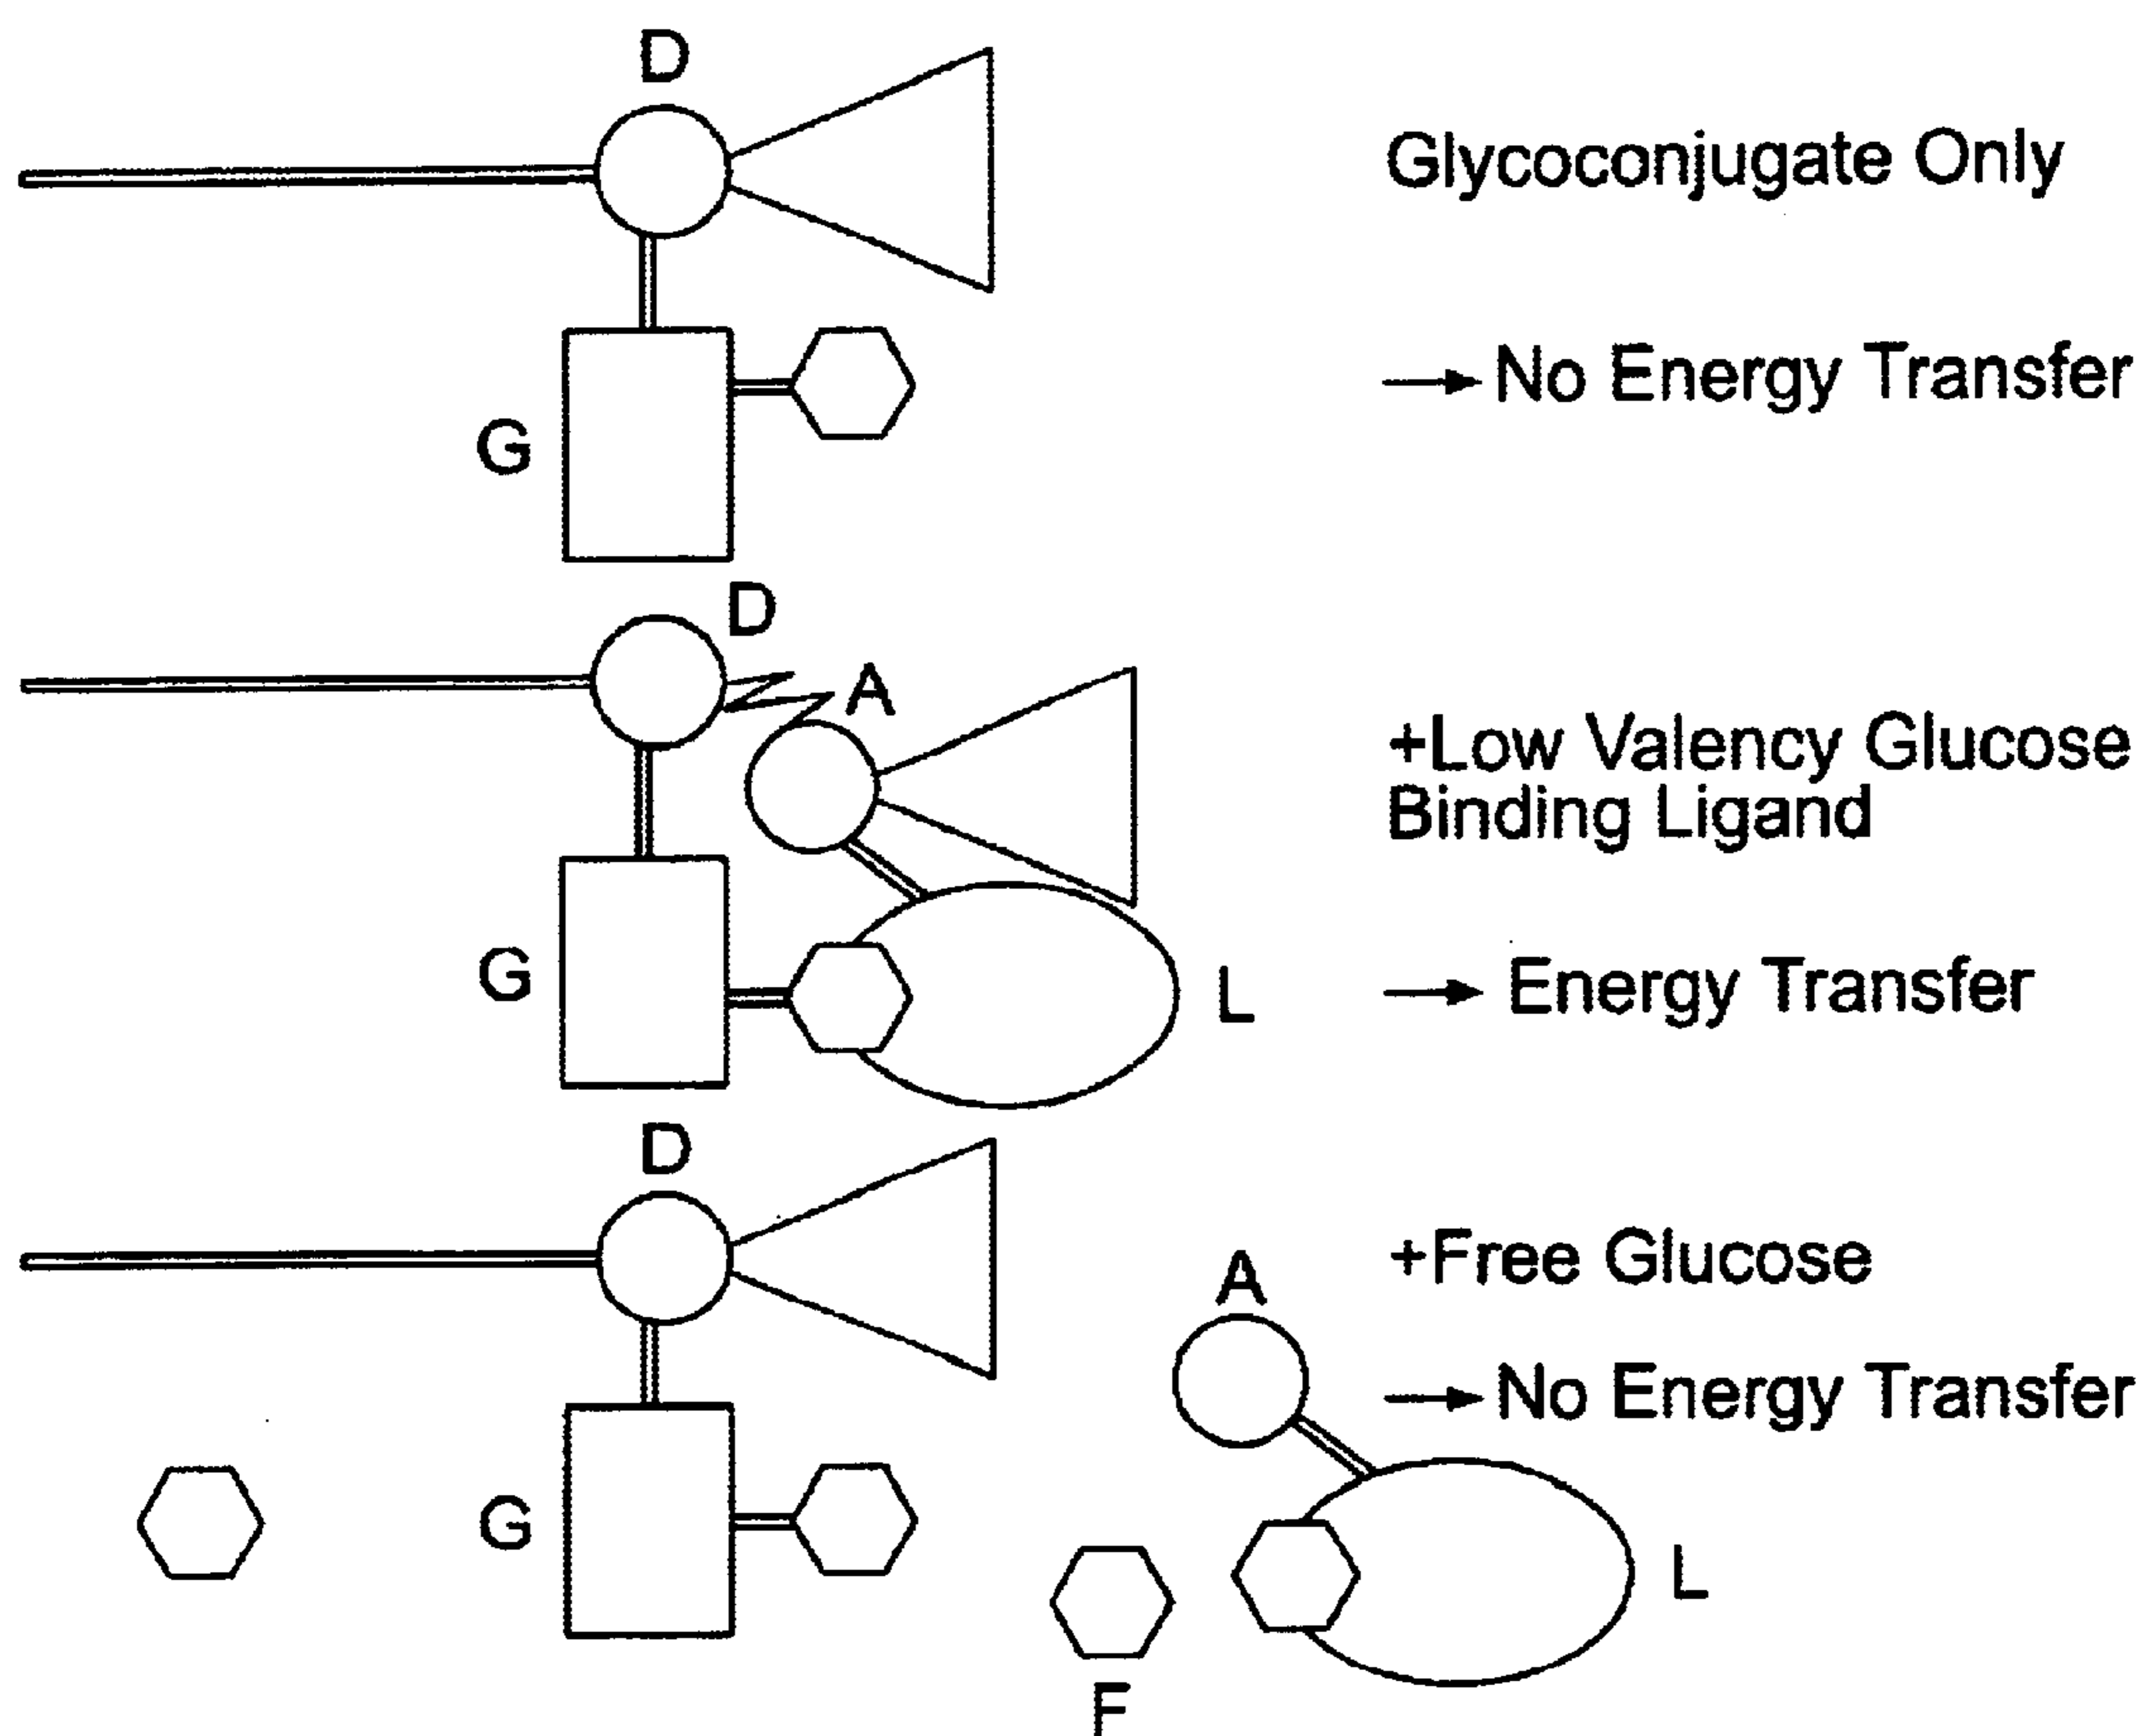 D
Glycoconjugate Only
→ No Energy Transfer
G
D
A
+Low Valency Glucose
Binding Ligand
G
L
→ Energy Transfer
D
+Free Glucose
A
→ No Energy Transfer
G
L
F